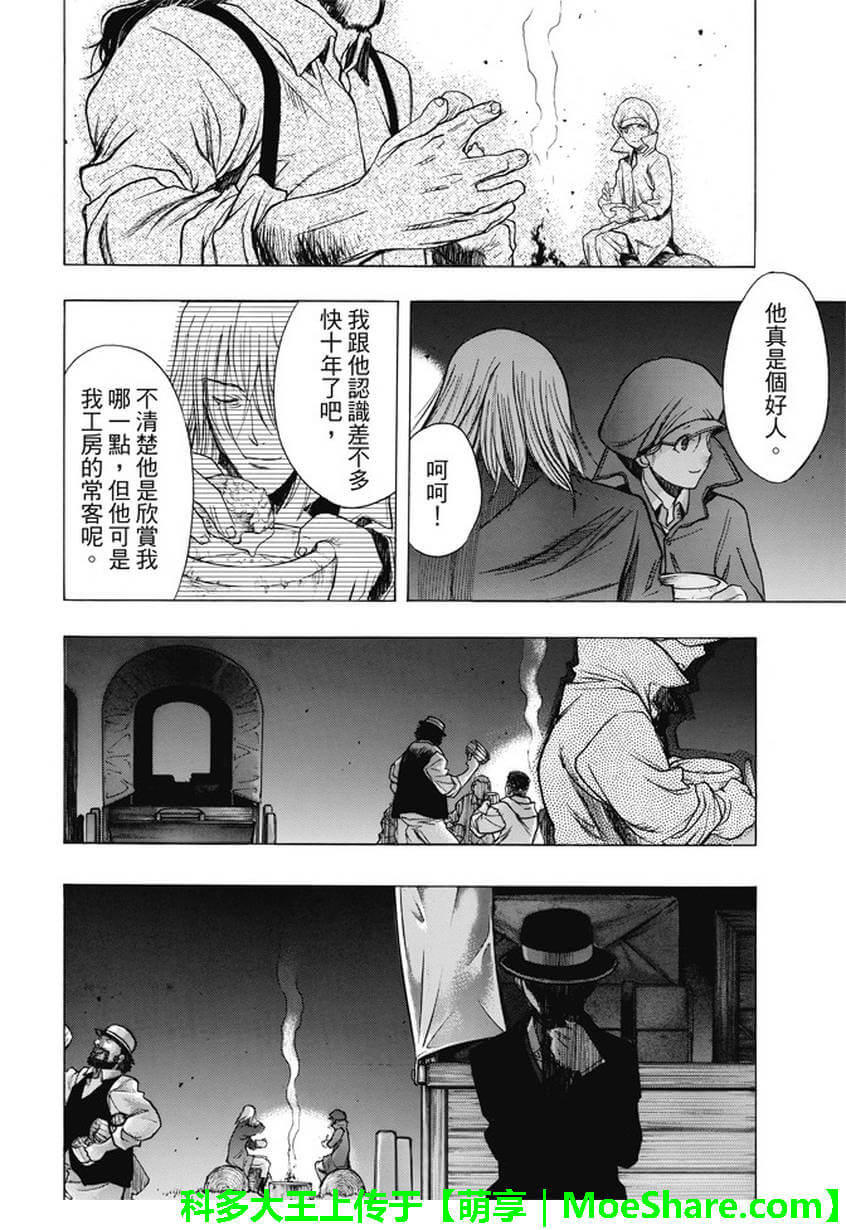 他真是個好人。
呵呵！
我跟他認識差不多
快十年了吧，
不清楚他是欣賞我
哪一點，但他可是
我工房的常客呢。
科多大王上传于【萌享｜MoeShare.com】